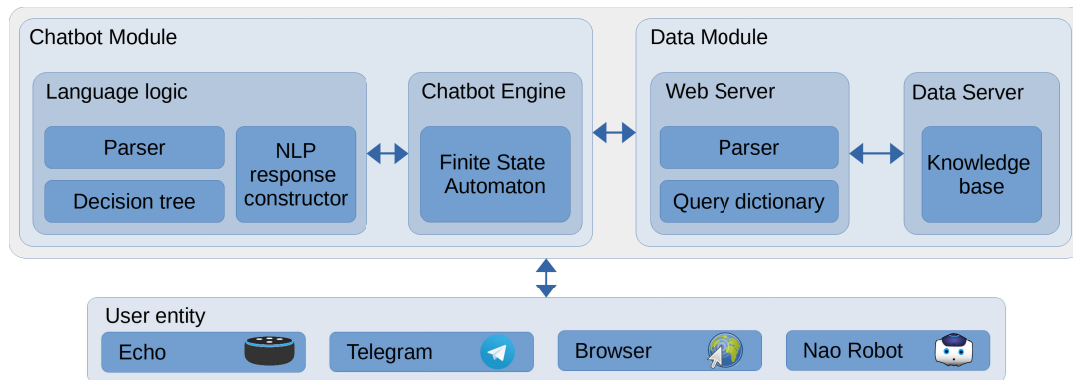 Chatbot Module
Data Module
Language logic
Chatbot Engine
Web Server
Data Server
Parser
Decision tree
NLP
response
constructor
Finite State
Automaton
Parser
Query dictionary
Knowledge
base
User entity
Echo
Telegram
Browser
Nao Robot